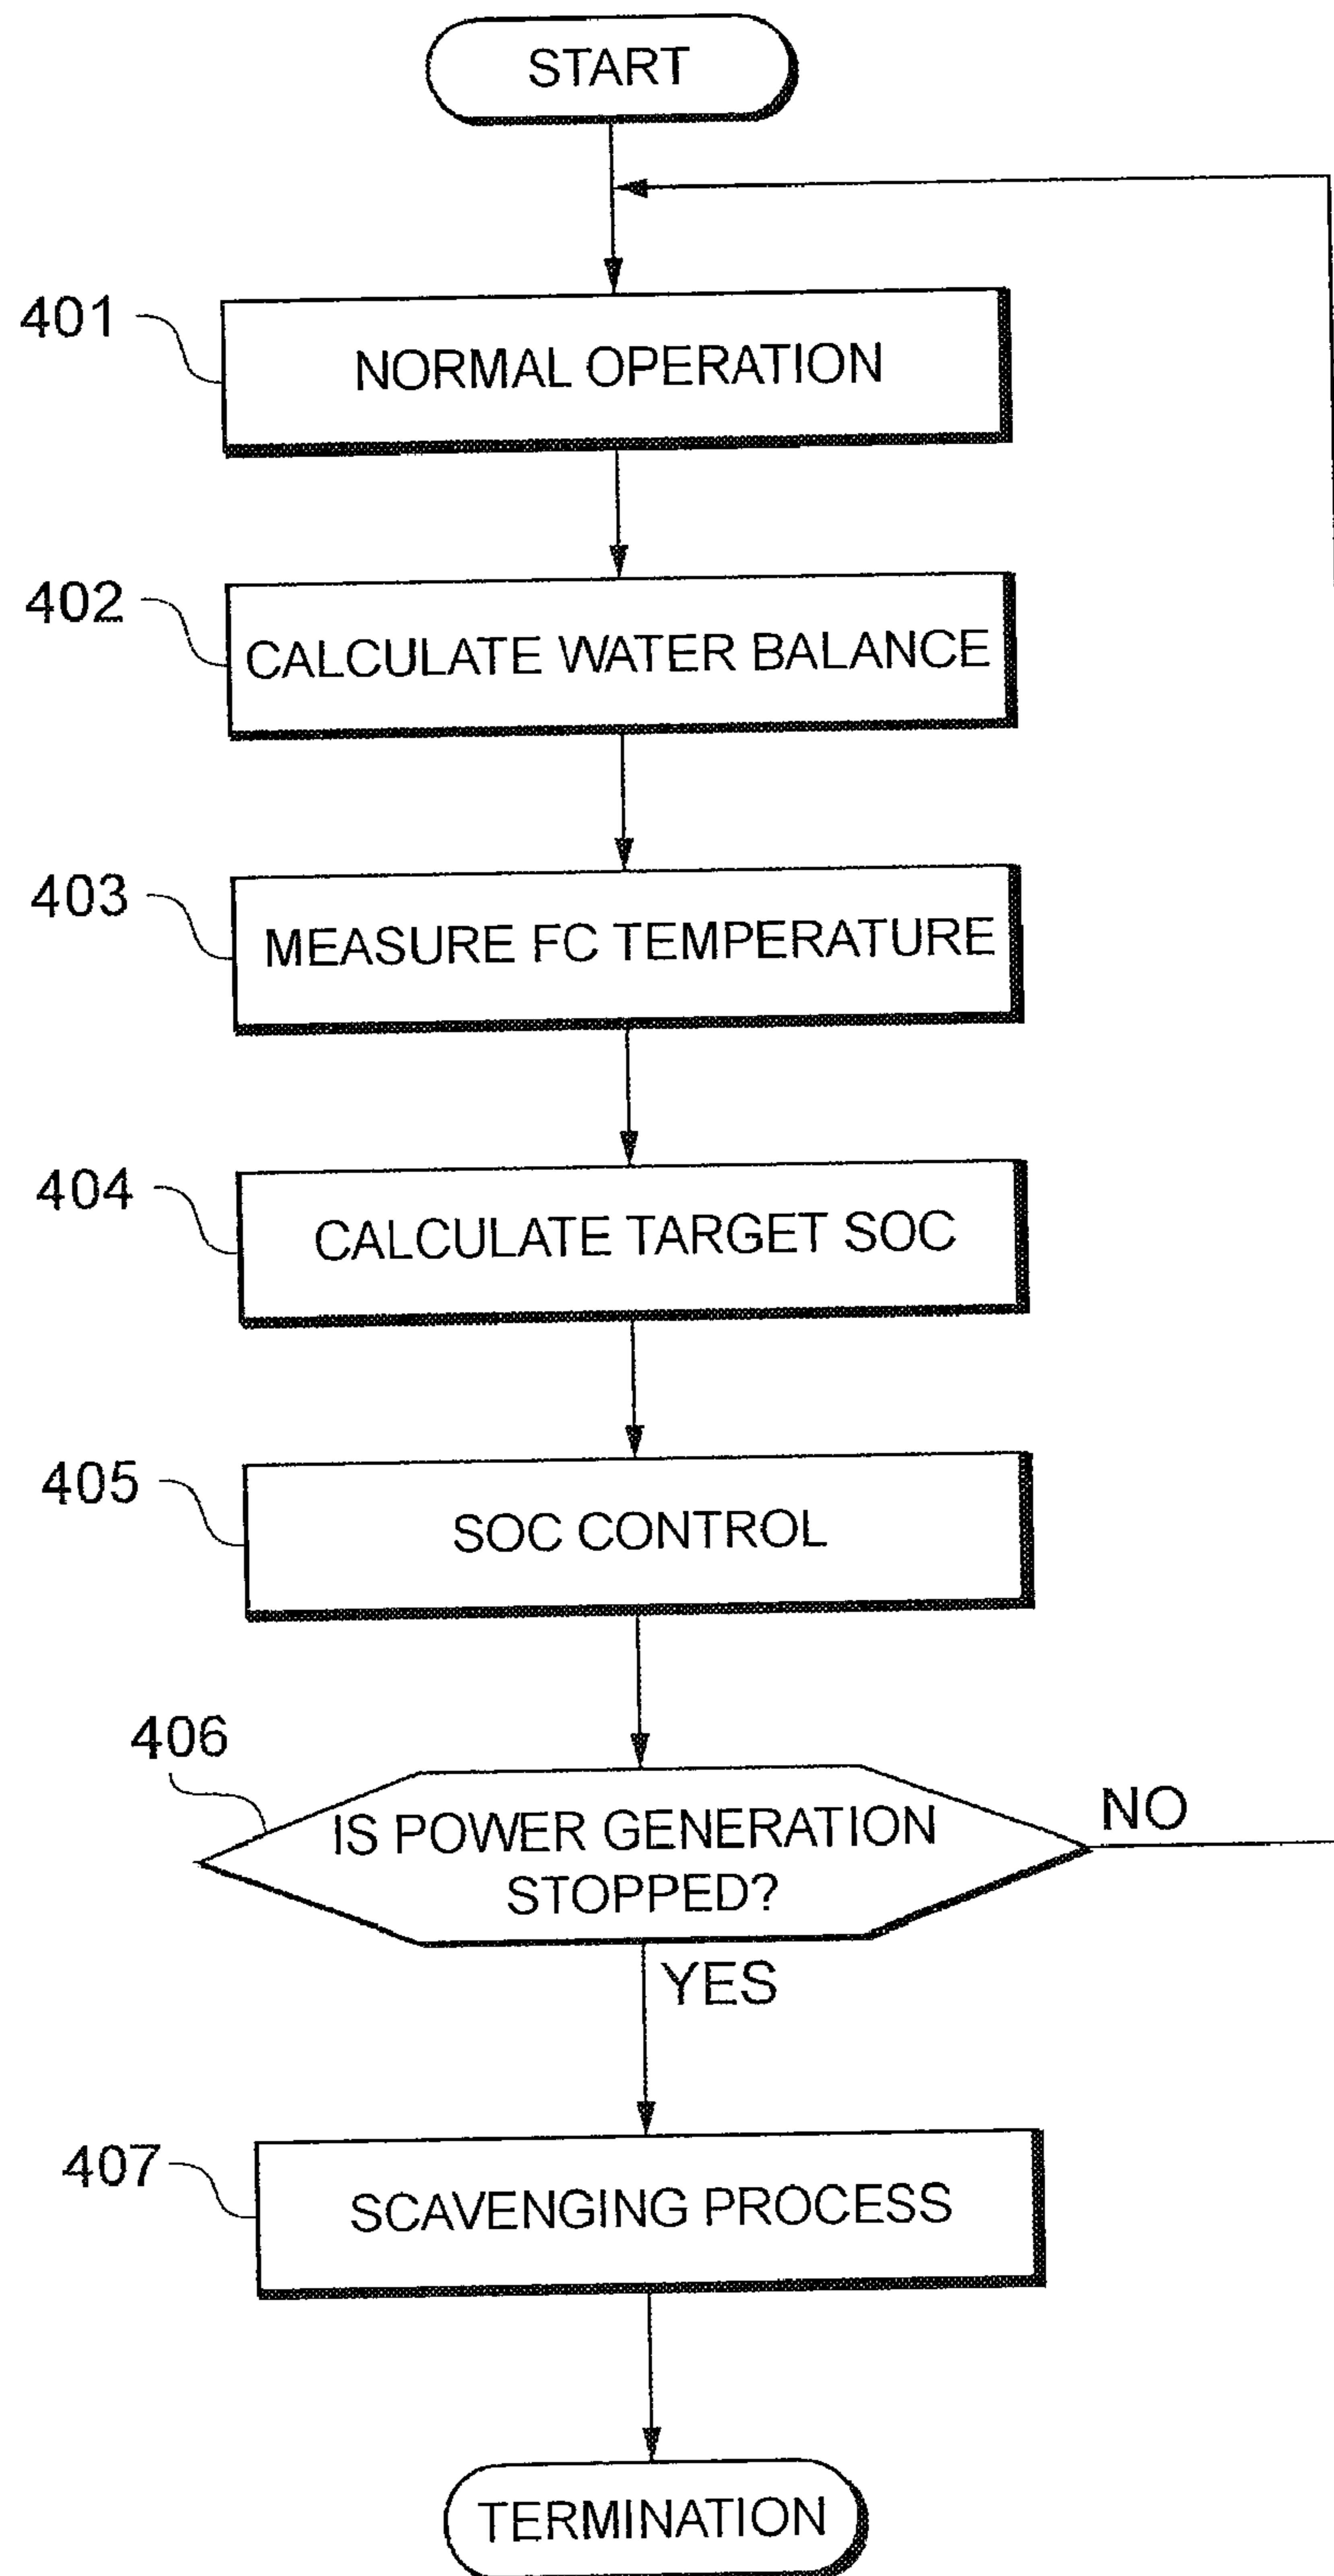 START
401
NORMAL OPERATION
402
CALCULATE WATER BALANCE
403
MEASURE FC TEMPERATURE
404
CALCULATE TARGET SOC
405
SOC CONTROL
406
IS POWER GENERATION
STOPPED?
NO
YES
407
SCAVENGING PROCESS
TERMINATION